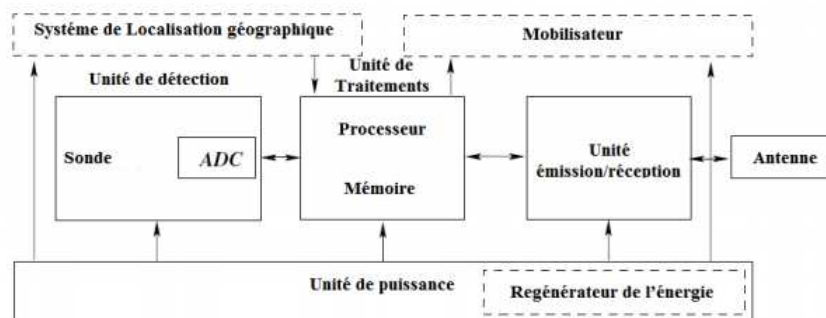 Systéme de Localisation géographique
Mobilisateur
Unité de détection
Unité de
Traitements
Sonde
ADC
Processeur
Mémoire
Unité
émission/réception
Antenne
Unité de puissance
Regénérateur de l'énergie